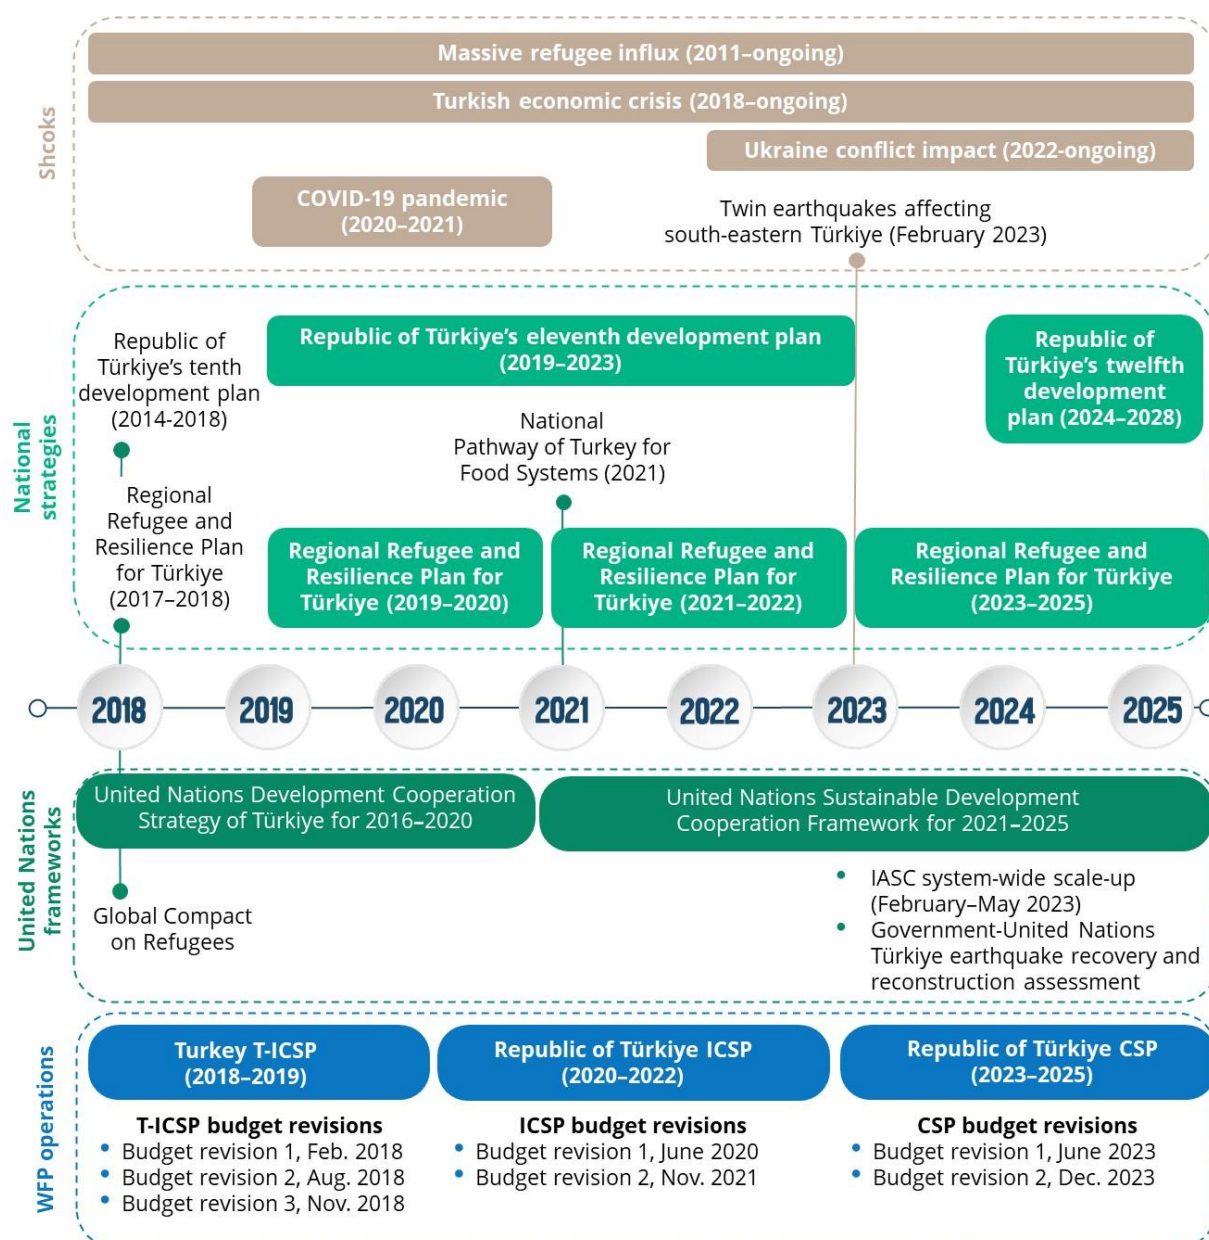 Shcoks
Massive refugee influx (2011–ongoing)
Turkish economic crisis (2018–ongoing)
Ukraine conflict impact (2022-ongoing)
COVID-19 pandemic
(2020–2021)
Twin earthquakes affecting
south-eastern Türkiye (February 2023)
National
strategies
Republic of
Türkiye's tenth
development plan
(2014-2018)
Republic of Türkiye's eleventh development plan
(2019–2023)
Republic of
Türkiye's twelfth
development
plan (2024–2028)
National
Pathway of Turkey for
Food Systems (2021)
Regional
Refugee and
Resilience Plan
for Türkiye
(2017–2018)
Regional Refugee and
Resilience Plan for
Türkiye (2019–2020)
Regional Refugee and
Resilience Plan for
Türkiye (2021–2022)
Regional Refugee and
Resilience Plan for Türkiye
(2023–2025)
2018 2019 2020 2021 2022 2023 2024 2025
United Nations
frameworks
United Nations Development Cooperation
Strategy of Türkiye for 2016–2020
United Nations Sustainable Development
Cooperation Framework for 2021–2025
Global Compact
on Refugees
• IASC system-wide scale-up
(February–May 2023)
• Government-United Nations
Türkiye earthquake recovery and
reconstruction assessment
WFP operations
Turkey T-ICSP
(2018–2019)
Republic of Türkiye ICSP
(2020–2022)
Republic of Türkiye CSP
(2023–2025)
T-ICSP budget revisions
• Budget revision 1, Feb. 2018
• Budget revision 2, Aug. 2018
• Budget revision 3, Nov. 2018
ICSP budget revisions
• Budget revision 1, June 2020
• Budget revision 2, Nov. 2021
CSP budget revisions
• Budget revision 1, June 2023
• Budget revision 2, Dec. 2023